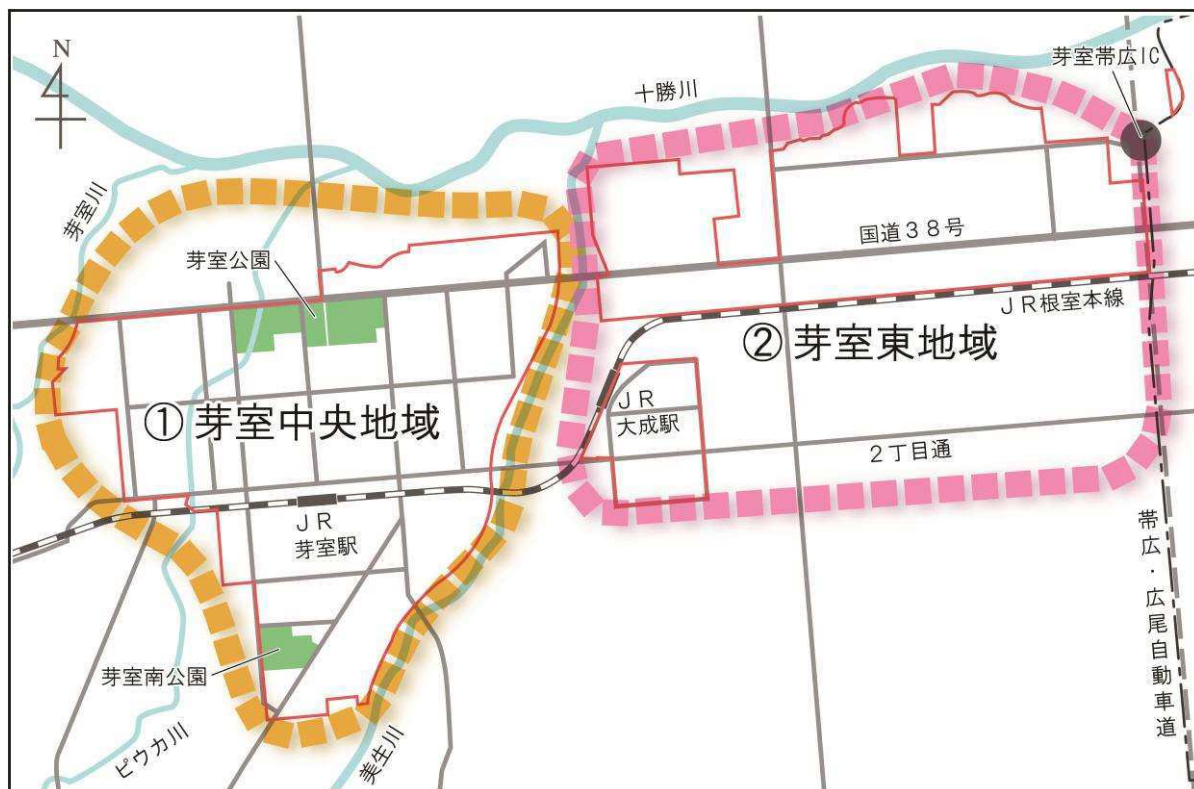 N
芽室帯広IC
十勝川
芽室川
芽室公園
国道38号
JR根室本線
② 芽室東地域
① 芽室中央地域
JR
大成駅
2丁目通
JR
芽室駅
芽室南公園
ピウカ川
美生川
帯広・広尾自動車道